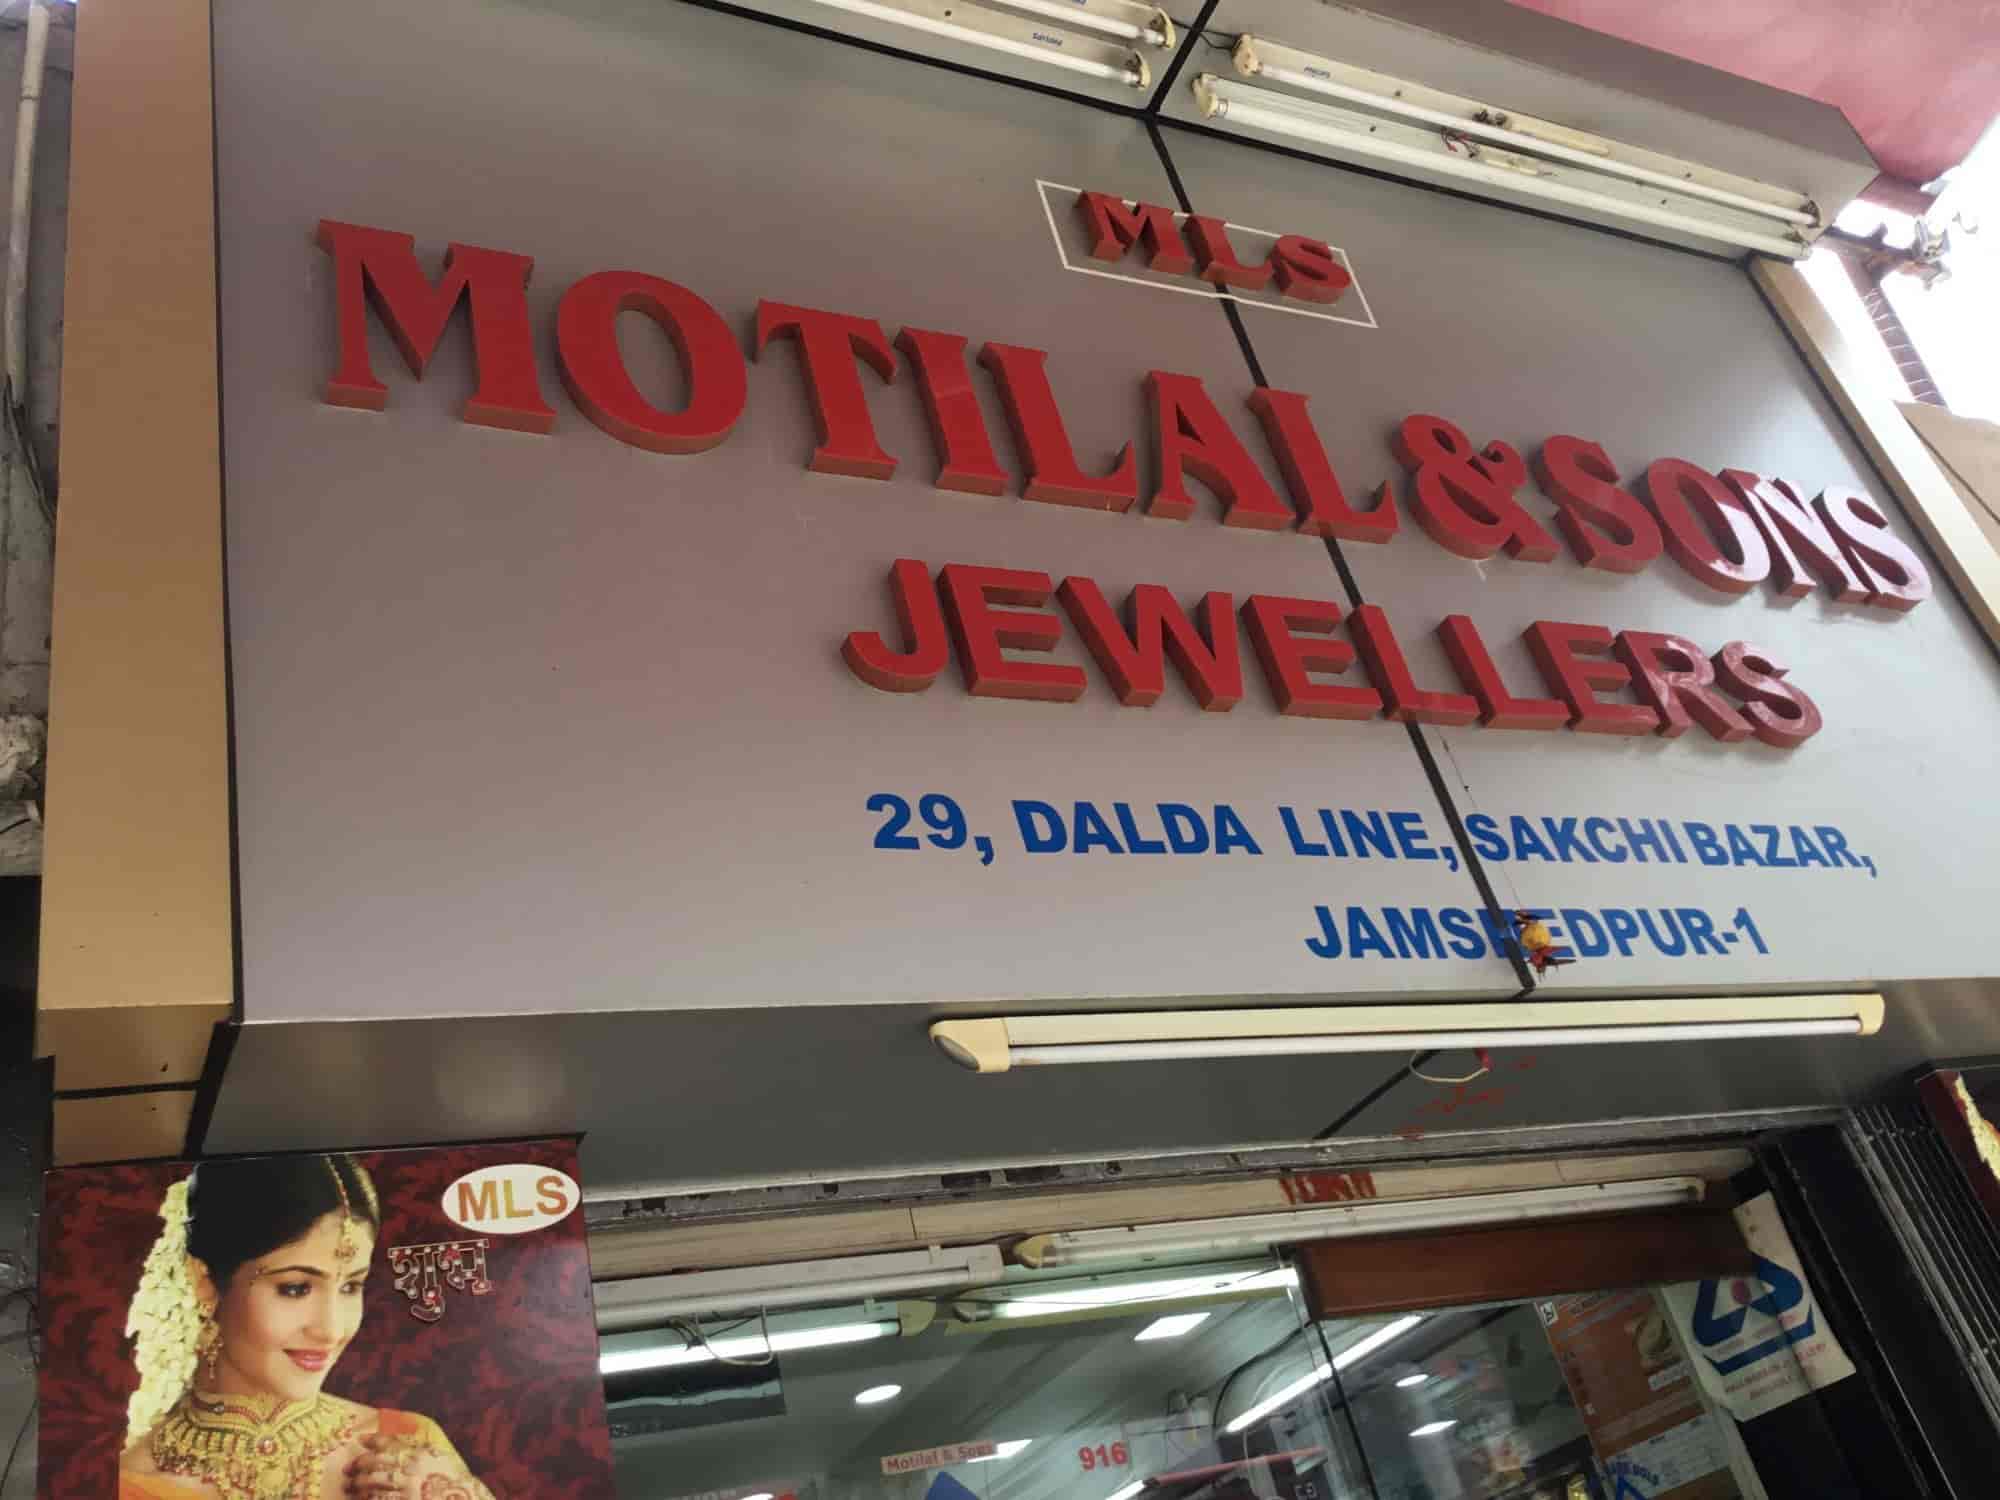 MLS
MOTILAL & SONS
JEWELLERS
29, DALDA LINE, SAKCHI BAZAR,
JAMSHEDPUR-1
MLS
Motilal & Sons
916